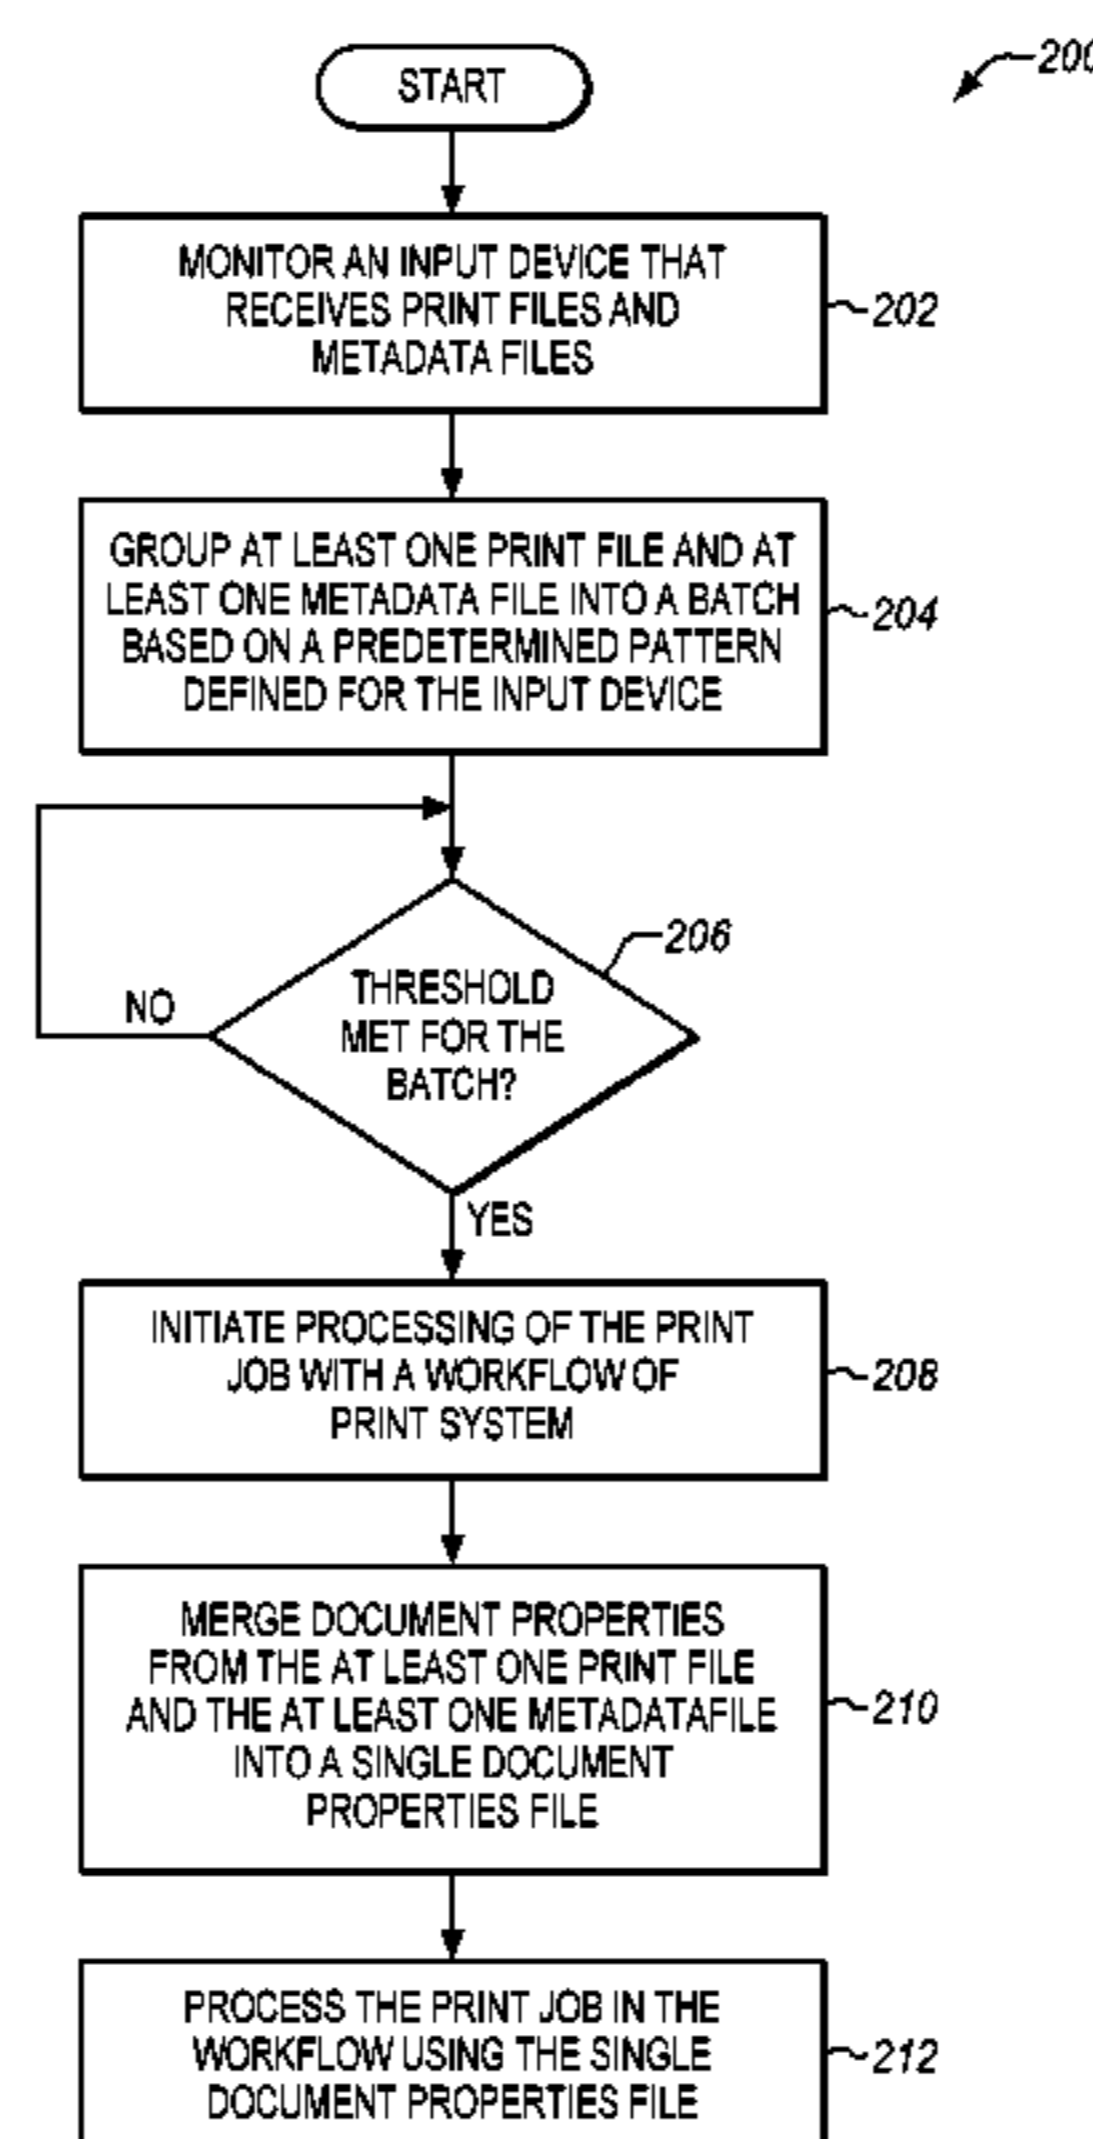 START
200
MONITOR AN INPUT DEVICE THAT
RECEIVES PRINT FILES AND
METADATA FILES
202
GROUP AT LEAST ONE PRINT FILE AND AT
LEAST ONE METADATA FILE INTO A BATCH
BASED ON A PREDETERMINED PATTERN
DEFINED FOR THE INPUT DEVICE
204
206
THRESHOLD
MET FOR THE
BATCH?
NO
YES
INITIATE PROCESSING OF THE PRINT
JOB WITH A WORKFLOW OF
PRINT SYSTEM
208
MERGE DOCUMENT PROPERTIES
FROM THE AT LEAST ONE PRINT FILE
AND THE AT LEAST ONE METADATAFILE
INTO A SINGLE DOCUMENT
PROPERTIES FILE
210
PROCESS THE PRINT JOB IN THE
WORKFLOW USING THE SINGLE
DOCUMENT PROPERTIES FILE
212